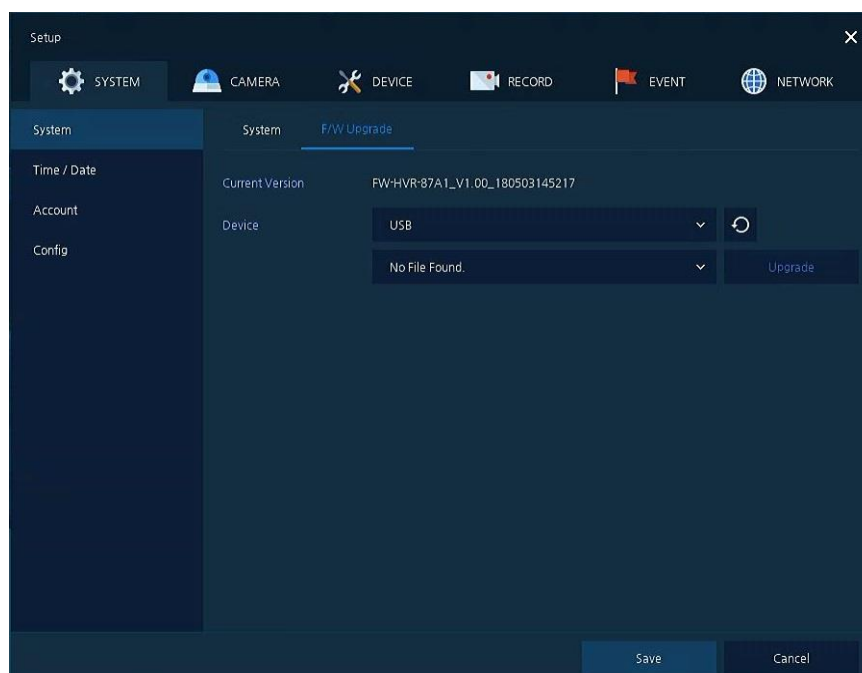 Setup
SYSTEM CAMERA DEVICE RECORD EVENT NETWORK
System System F/W Upgrade
Time / Date
Current Version FW-HVR-87A1_V1.00_180503145217
Account
Device USB
Config
No File Found. Upgrade
Save Cancel